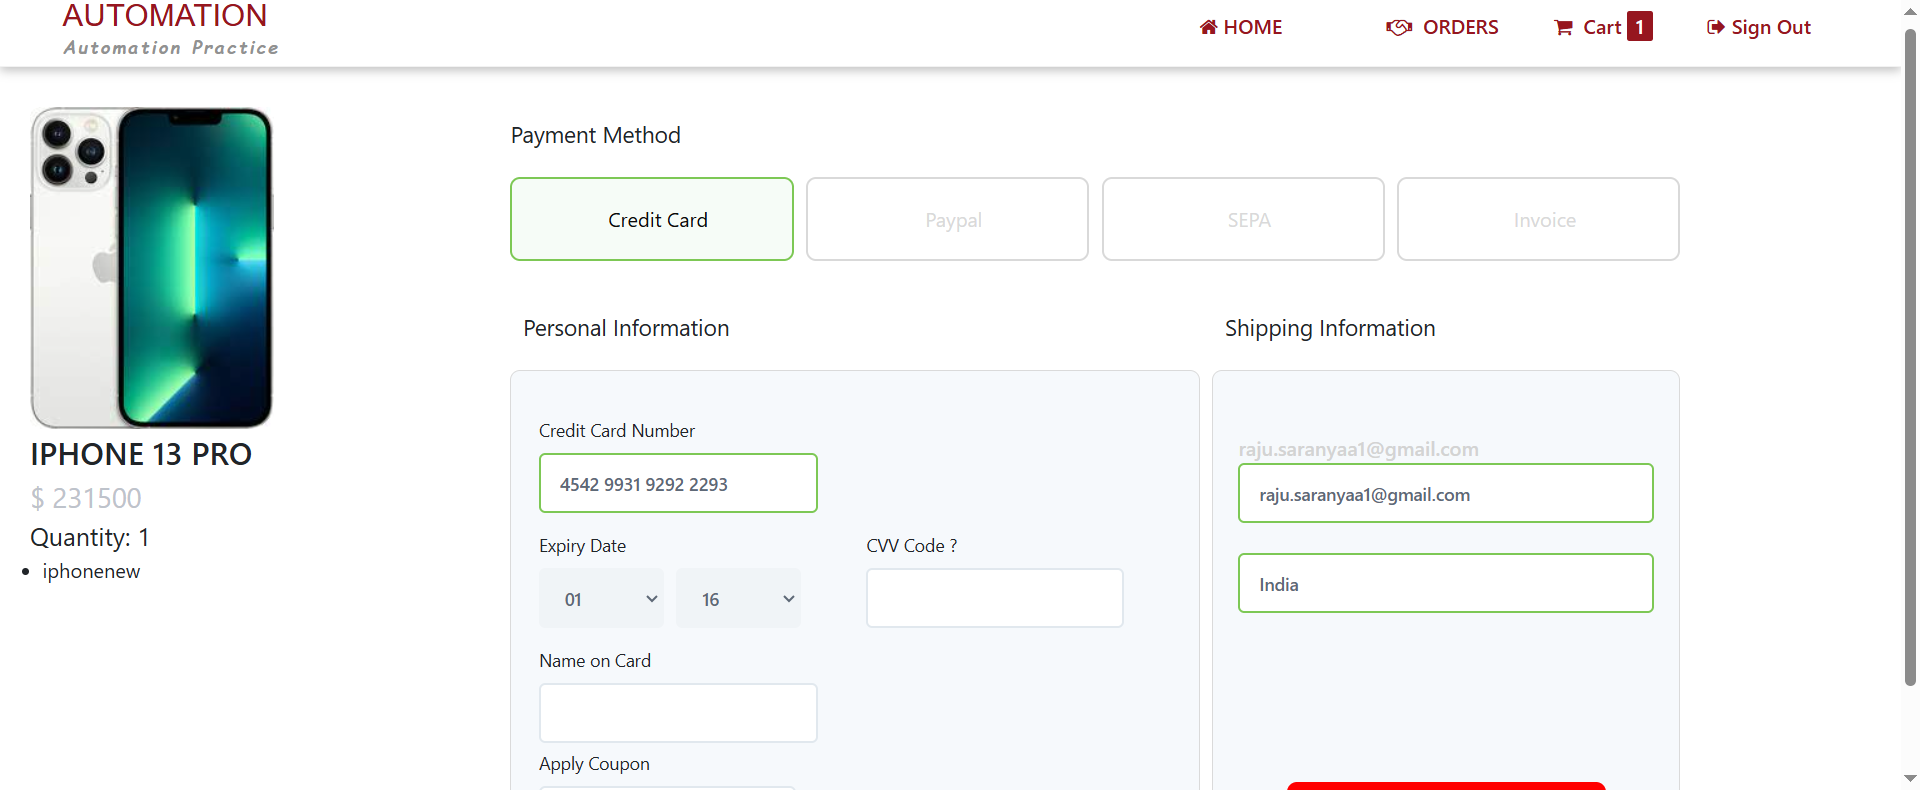 AUTOMATION
Automation Practice
HOME
ORDERS
Cart 1
Sign Out
IPHONE 13 PRO
$ 231500
Quantity: 1
iphonenew
Payment Method
Credit Card
Paypal
SEPA
Invoice
Personal Information
Credit Card Number
4542 9931 9292 2293
Expiry Date
01
16
CVV Code ?
Name on Card
Apply Coupon
Shipping Information
raju.saranyaa1@gmail.com
raju.saranyaa1@gmail.com
India